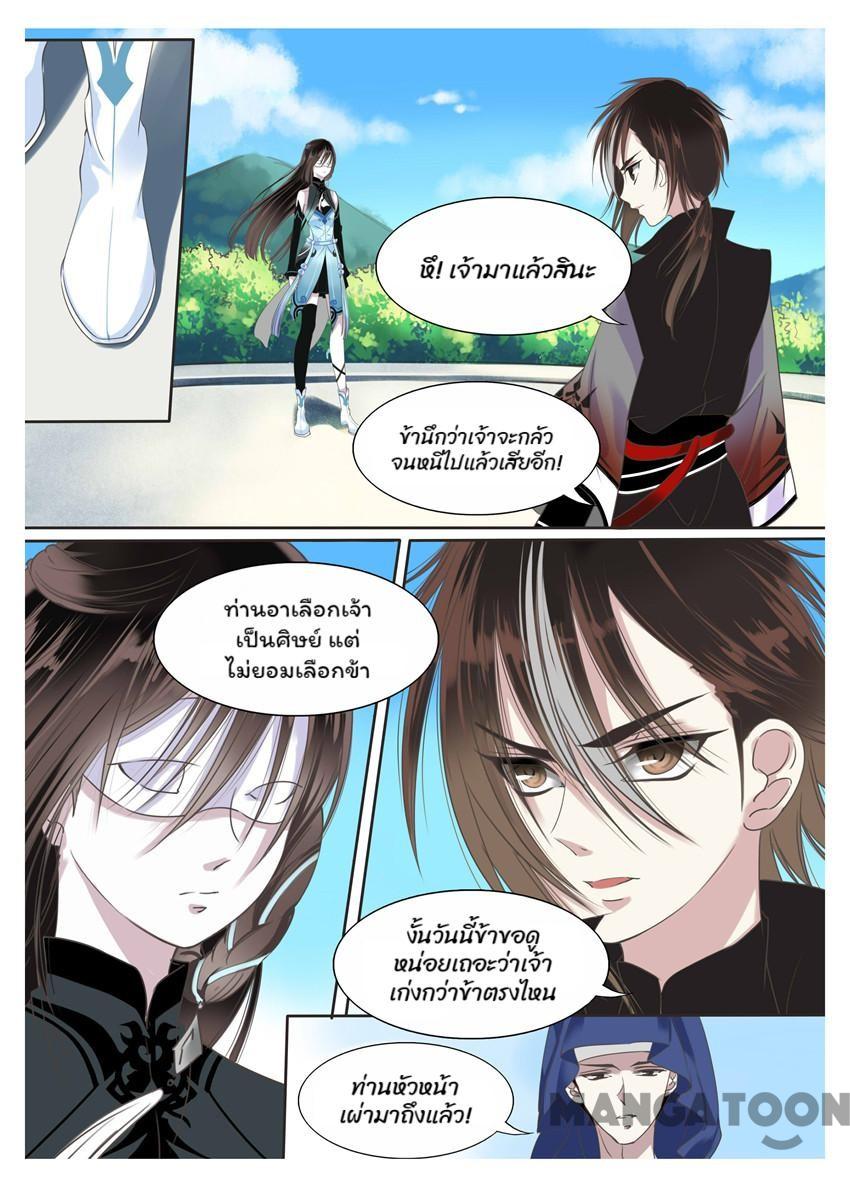 หึ! เจ้ามาแล้วสินะ
ข้านึกว่าเจ้าจะกลัว
จนหนีไปแล้วเสียอีก!
ท่านอาเลือกเจ้า
เป็นศิษย์ แต่
ไม่ยอมเลือกข้า
งั้นวันนี้ข้าขอดู
หน่อยเถอะว่าเจ้า
เก่งกว่าข้าตรงไหน
ท่านหัวหน้า
เผ่ามาถึงแล้ว!
MANGATOON